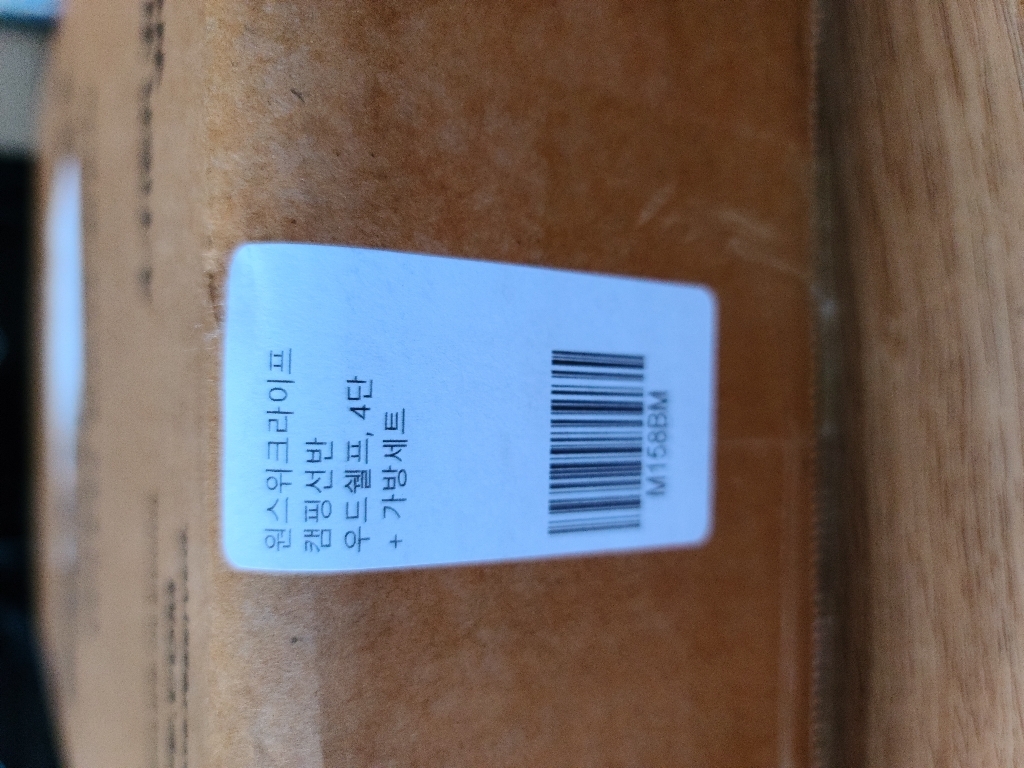 원스위크라이프
캠핑선반
우드쉘프, 4단
+ 가방세트
M158BM